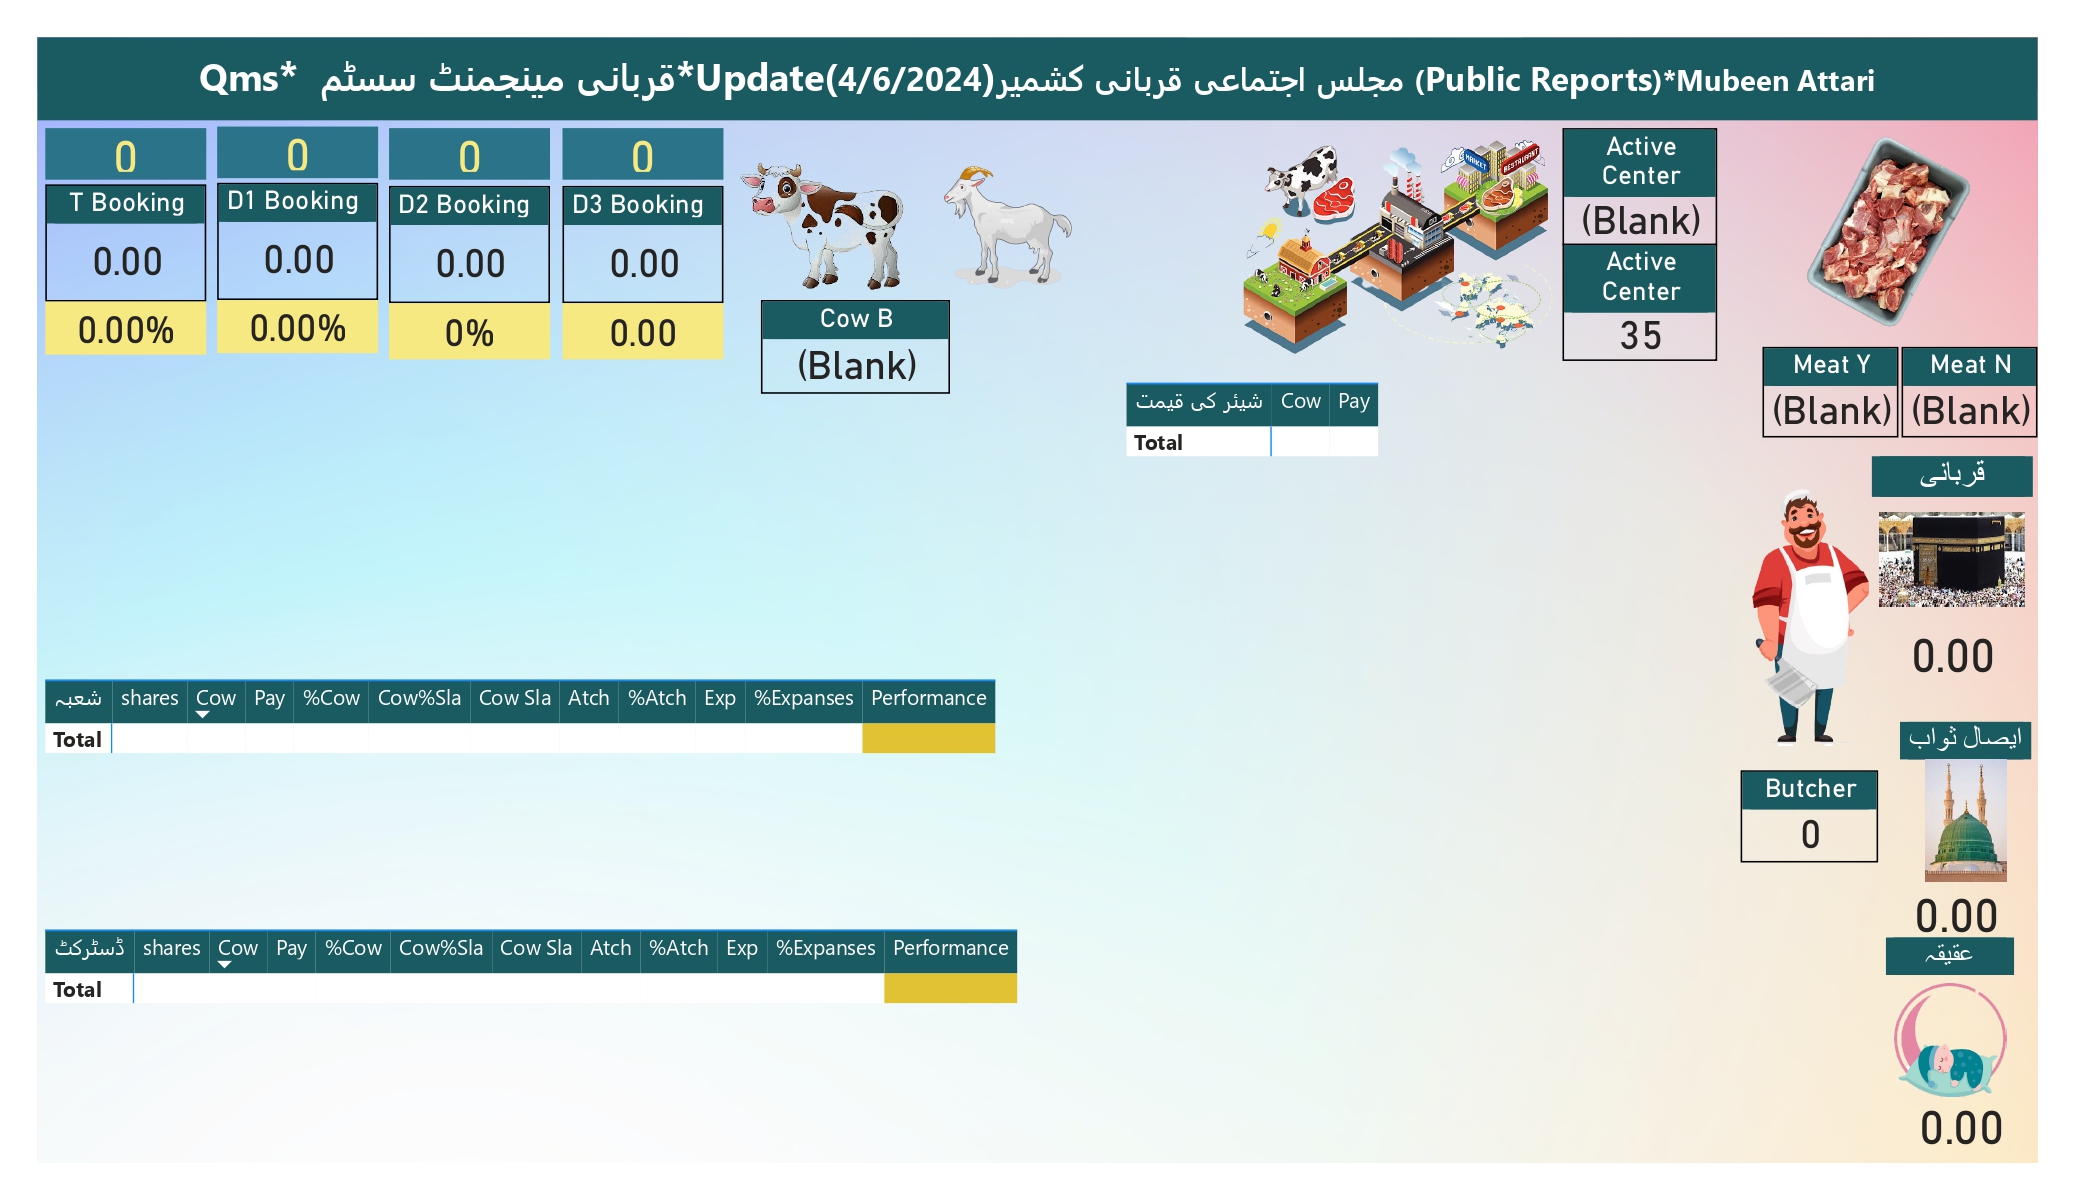 Qms* قربانی مینجمنٹ سسٹم*Update(4/6/2024)مجلس اجتماعی قربانی کشمیر (Public Reports)*Mubeen Attari
0
T Booking
0.00
0.00%
0
D1 Booking
0.00
0.00%
0
D2 Booking
0.00
0%
0
D3 Booking
0.00
0.00
Cow B
(Blank)
MARKET
RESTAURANT
Active
Center
(Blank)
Active
Center
35
Meat Y
(Blank)
Meat N
(Blank)
شیئر کی قیمت Cow Pay
Total
قربانی
0.00
شعبہ shares Cow Pay %Cow Cow%Sla Cow Sla Atch %Atch Exp %Expanses Performance
Total
ایصال ثواب
Butcher
0
0.00
ڈسٹرکٹ shares Cow Pay %Cow Cow%Sla Cow Sla Atch %Atch Exp %Expanses Performance
Total
عقیقہ
0.00